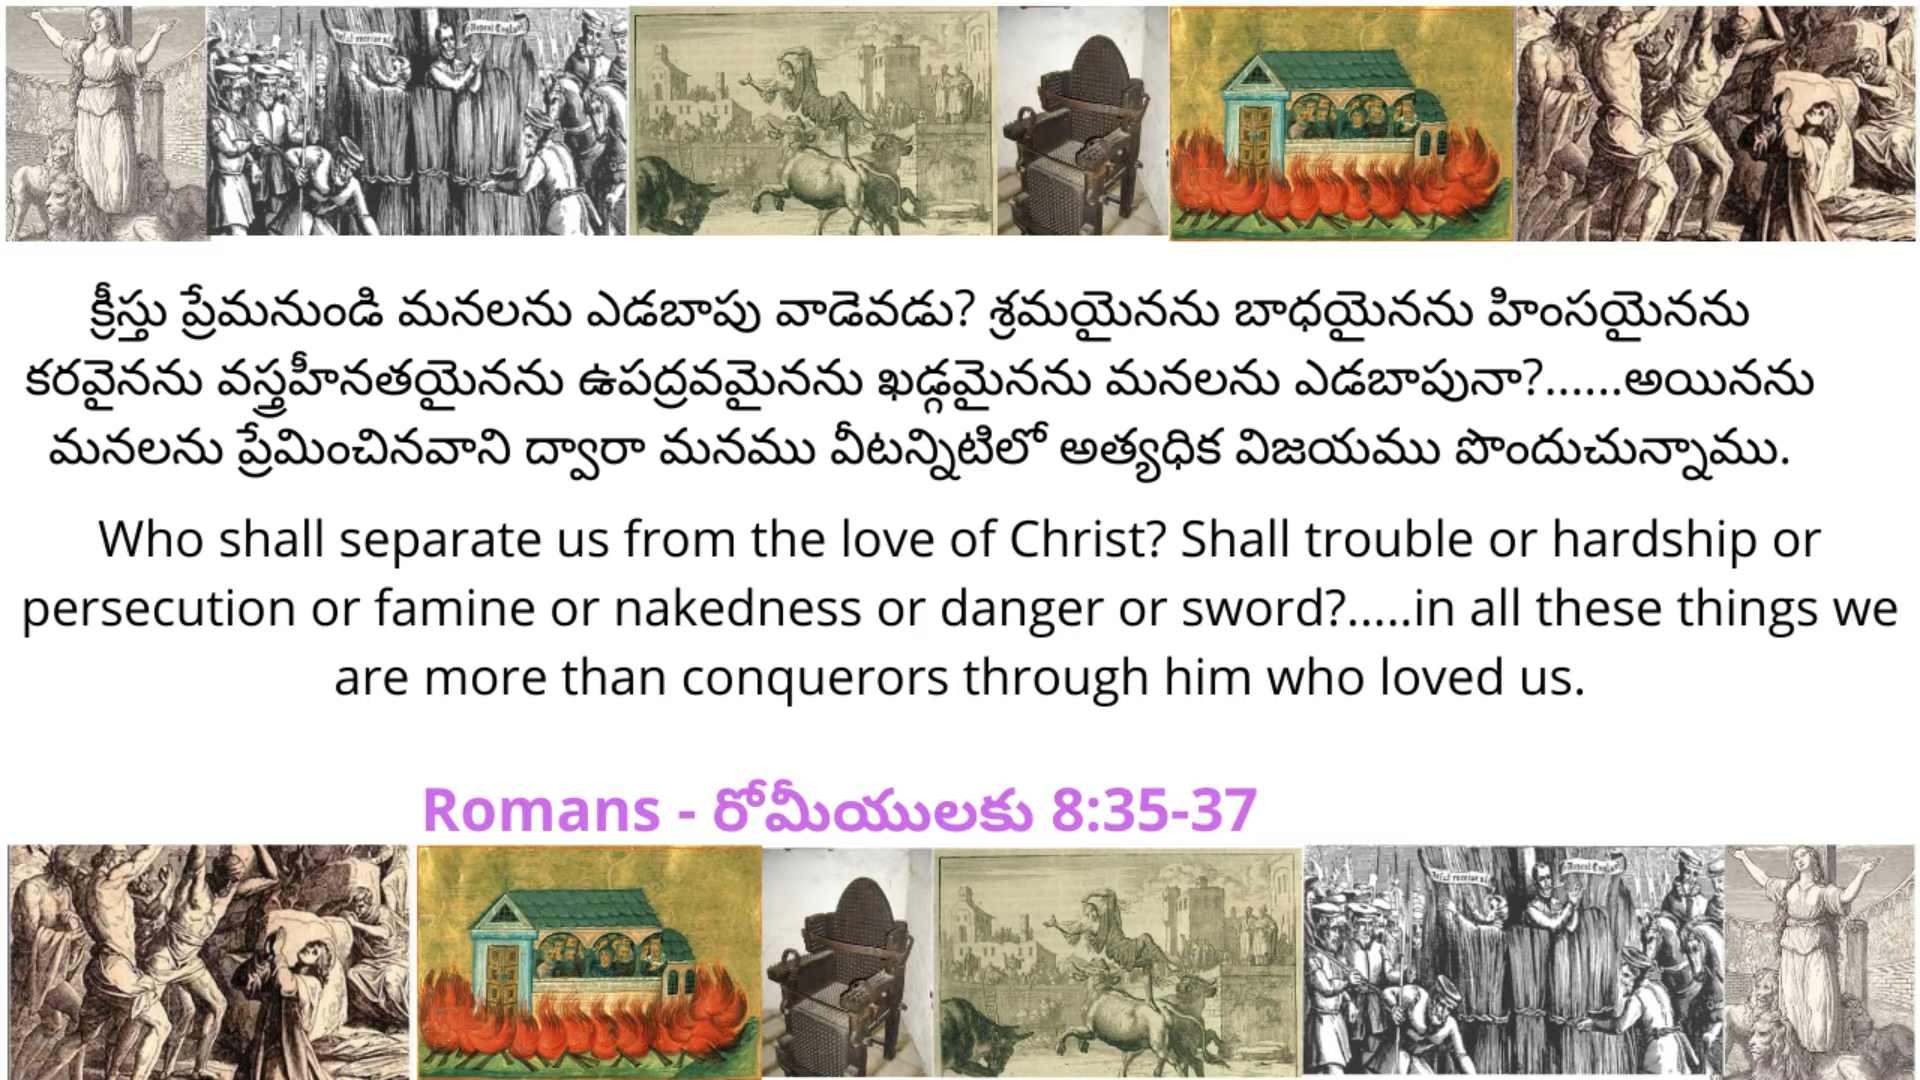 క్రీస్తు ప్రేమనుండి మనలను ఎడబాపు వాడెవడు? శ్రమయైనను బాధయైనను హింసయైనను
కరవైనను వస్త్రహీనతయైనను ఉపద్రవమైనను ఖడ్గమైనను మనలను ఎడబాపునా?......అయినను
మనలను ప్రేమించినవాని ద్వారా మనము వీటన్నిటిలో అత్యధిక విజయము పొందుచున్నాము.
Who shall separate us from the love of Christ? Shall trouble or hardship or
persecution or famine or nakedness or danger or sword?.....in all these things we
are more than conquerors through him who loved us.
Romans - రోమీయులకు 8:35-37